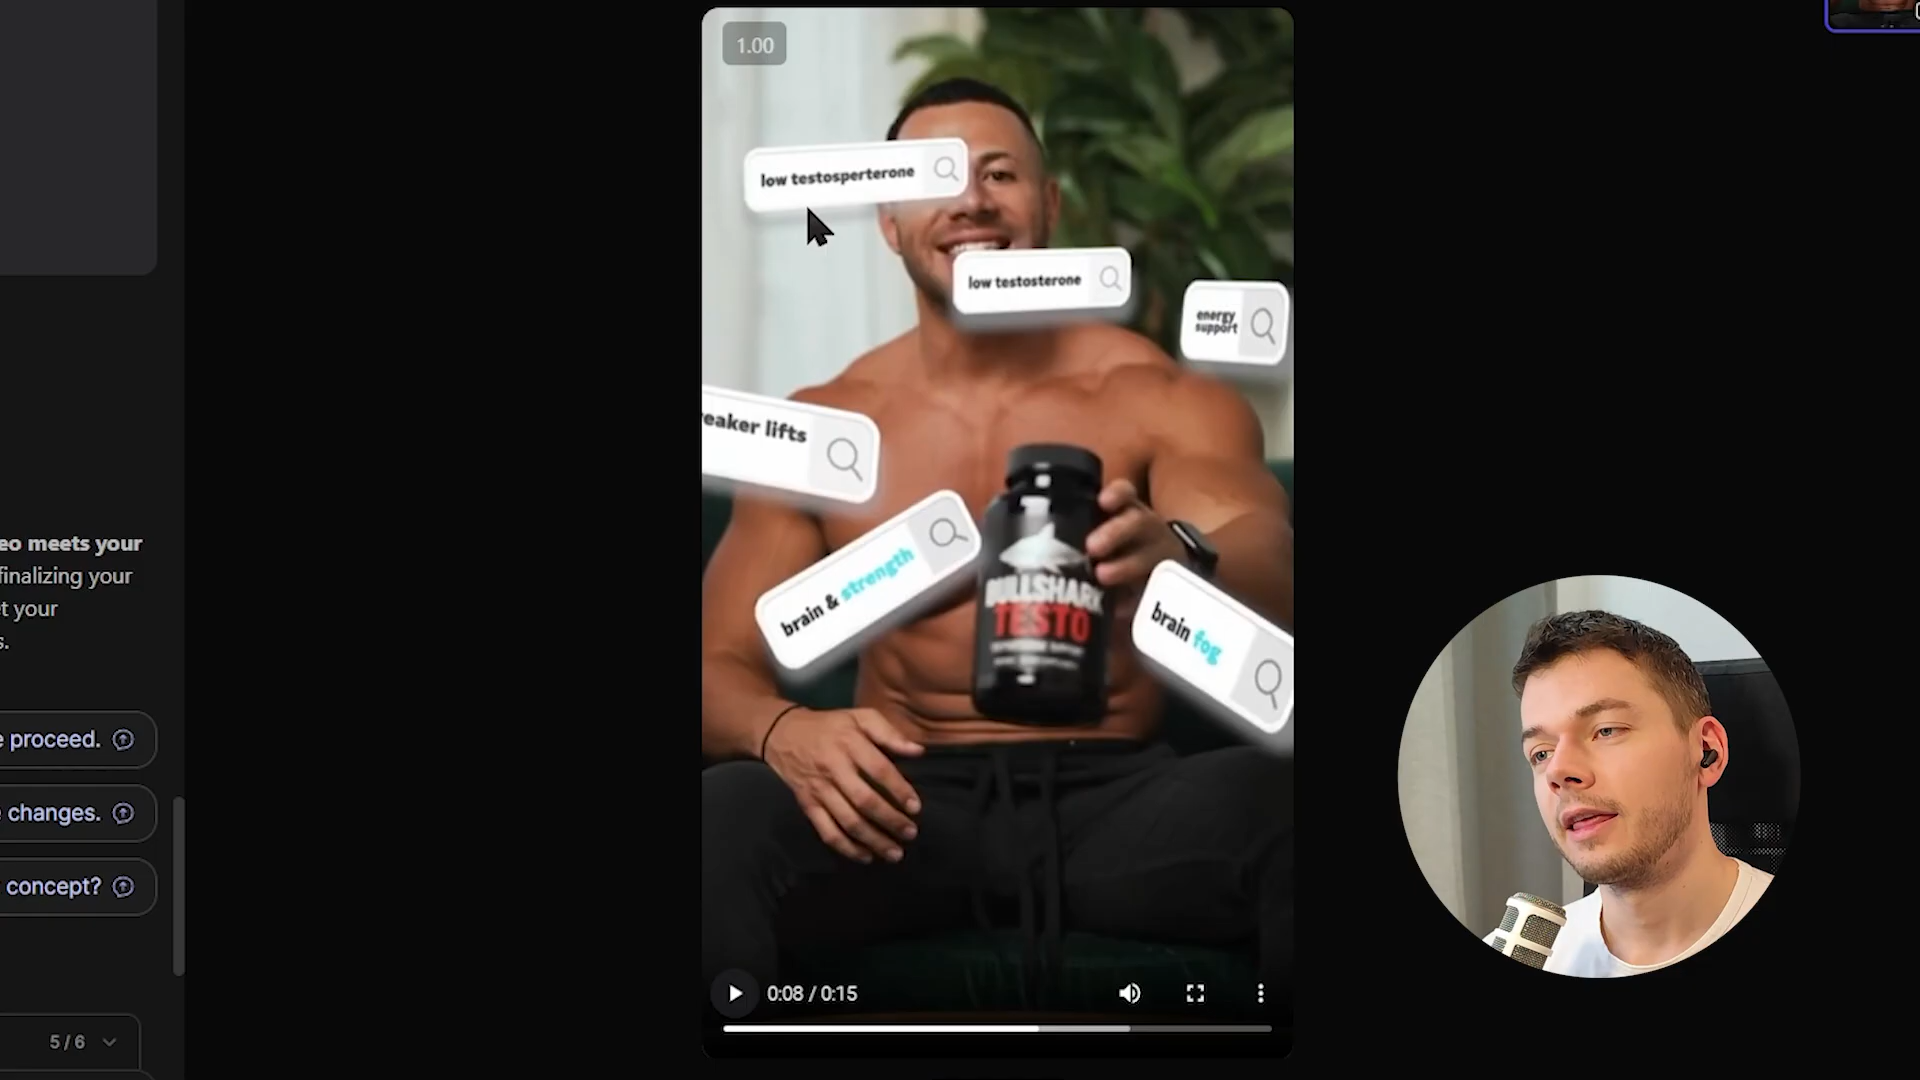 1.00
low testosperterone
low testosterone
energy
support
eaker lifts
brain & strength
BULLSHARK
TESTO
brain fog
eo meets your
finalizing your
t your
s.
e proceed.
e changes.
concept?
5 / 6
0:08 / 0:15